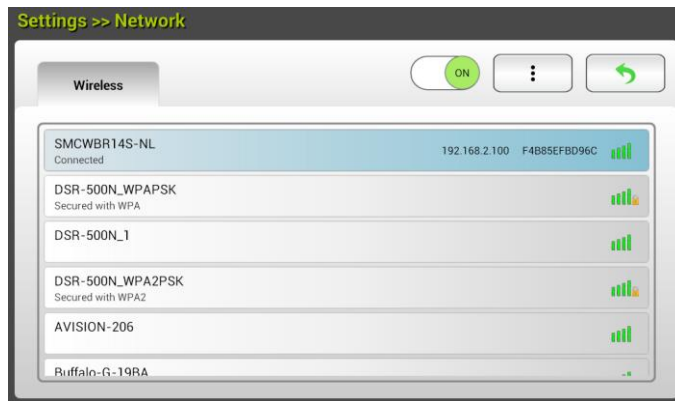 Settings >> Network
Wireless
ON
SMCWBR14S-NL
Connected
192.168.2.100 F4B85EFBD96C
DSR-500N_WPAPSK
Secured with WPA
DSR-500N_1
DSR-500N_WPA2PSK
Secured with WPA2
AVISION-206
Buffalo-G-19BA